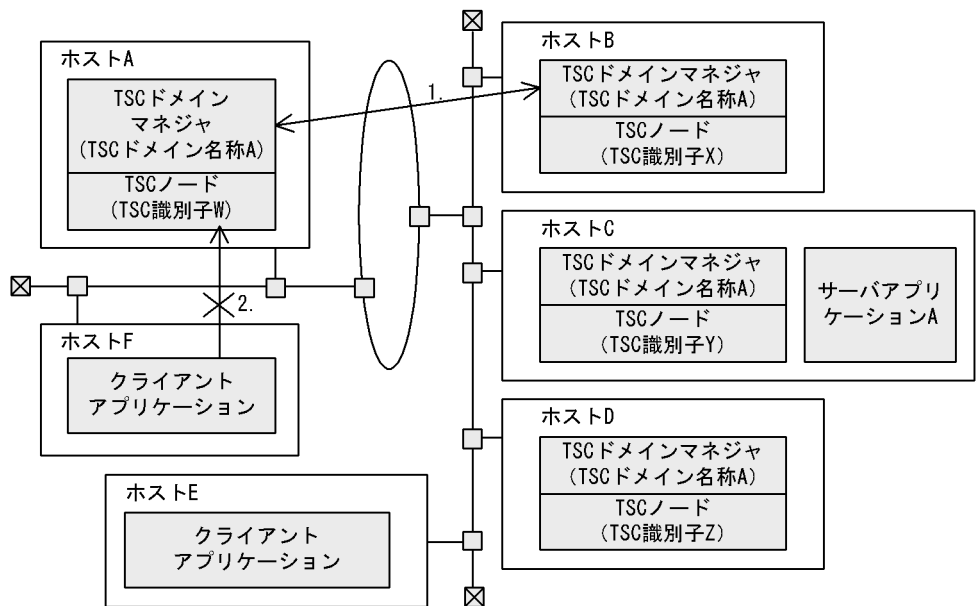 ホストA
TSCドメイン
マネジャ
(TSCドメイン名称A)
TSCノード
(TSC識別子W)
1.
ホストB
TSCドメインマネジャ
(TSCドメイン名称A)
TSCノード
(TSC識別子X)
ホストC
TSCドメインマネジャ
(TSCドメイン名称A)
TSCノード
(TSC識別子Y)
サーバアプリ
ケーションA
2.
ホストF
クライアント
アプリケーション
ホストD
TSCドメインマネジャ
(TSCドメイン名称A)
TSCノード
(TSC識別子Z)
ホストE
クライアント
アプリケーション